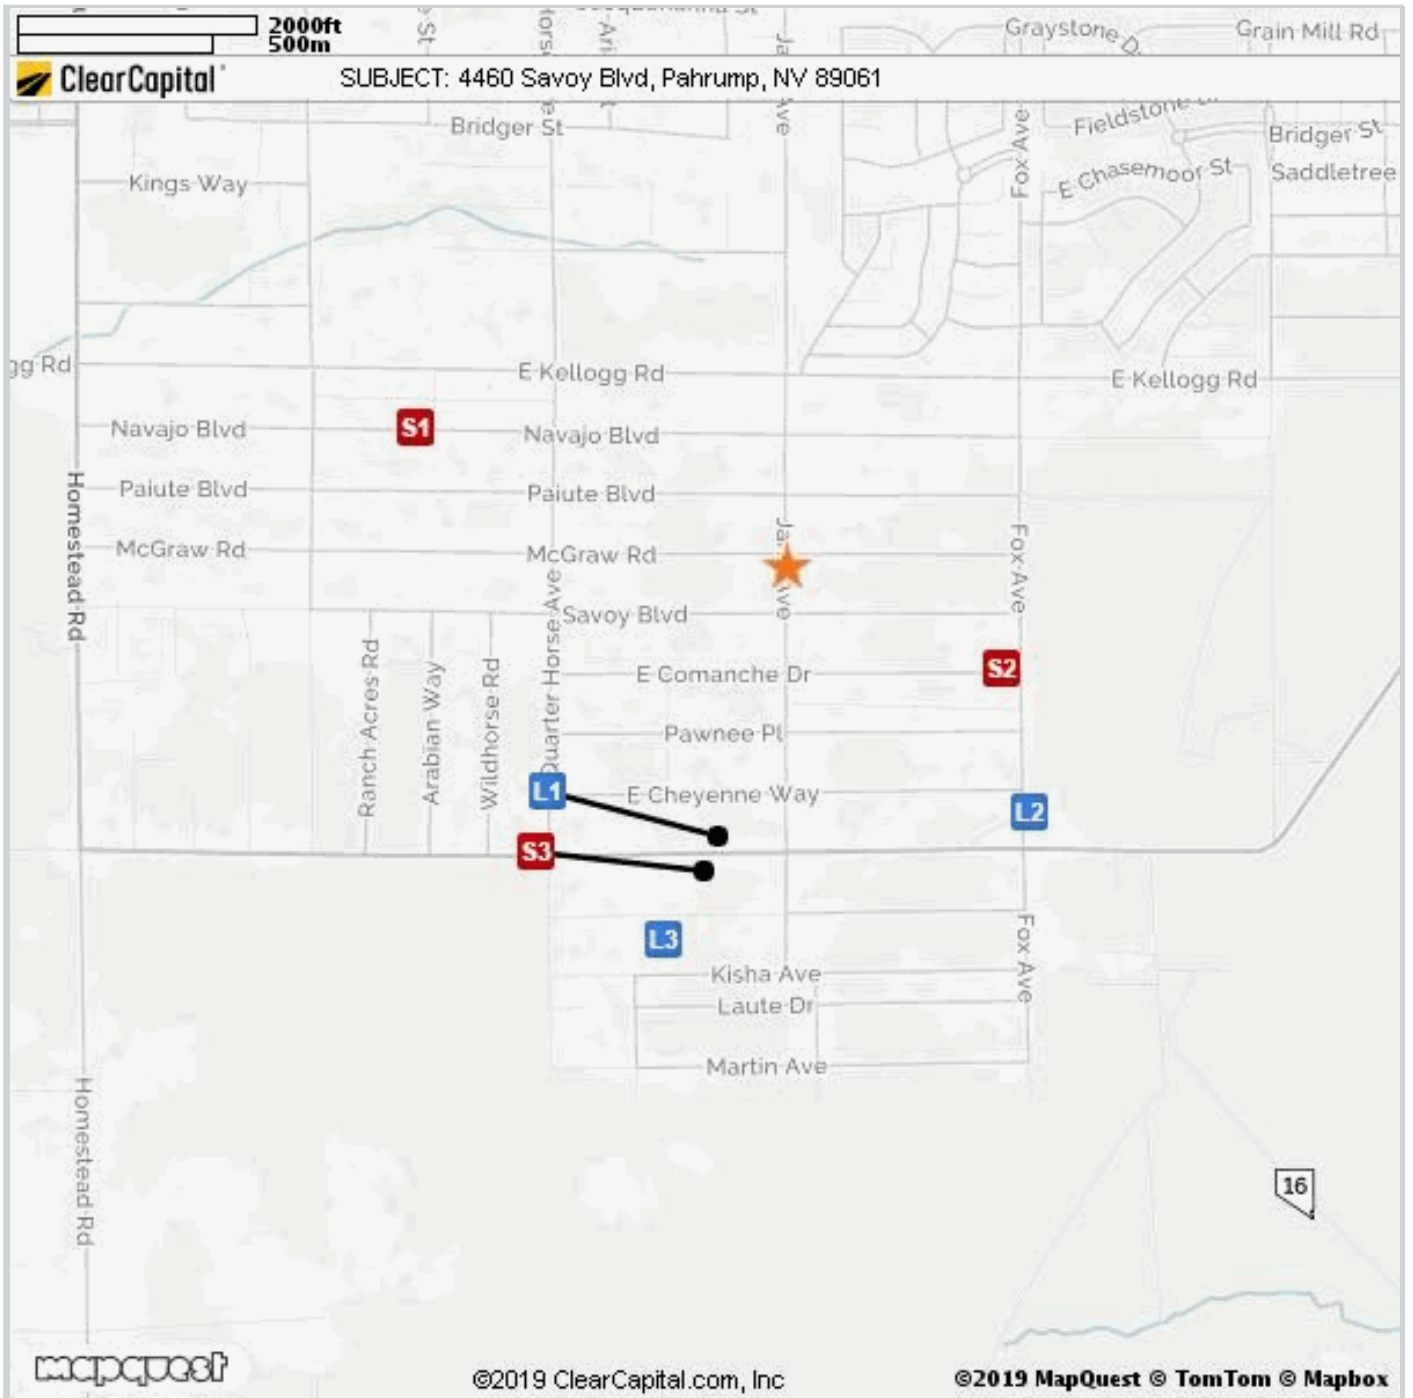 2000ft
500m
Graystone D
Grain Mill Rd
ClearCapital
SUBJECT: 4460 Savoy Blvd, Pahrump, NV 89061
Bridger St
Fieldstone
Bridger St
Fox Ave
E Chasemoor St
Saddletree
Kings Way
gg Rd
E Kellogg Rd
E Kellogg Rd
Navajo Blvd
S1
Navajo Blvd
Paiute Blvd
Paiute Blvd
Homestead Rd
McGraw Rd
McGraw Rd
Fox Ave
Savoy Blvd
Quarter Horse Ave
Ranch Acres Rd
Arabian Way
Wildhorse Rd
E Comanche Dr
S2
Pawnee Pl
L1
E Cheyenne Way
L2
S3
L3
Fox Ave
Kisha Ave
Laute Dr
Martin Ave
Homestead Rd
16
mapquest
©2019 ClearCapital.com, Inc
©2019 MapQuest © TomTom © Mapbox